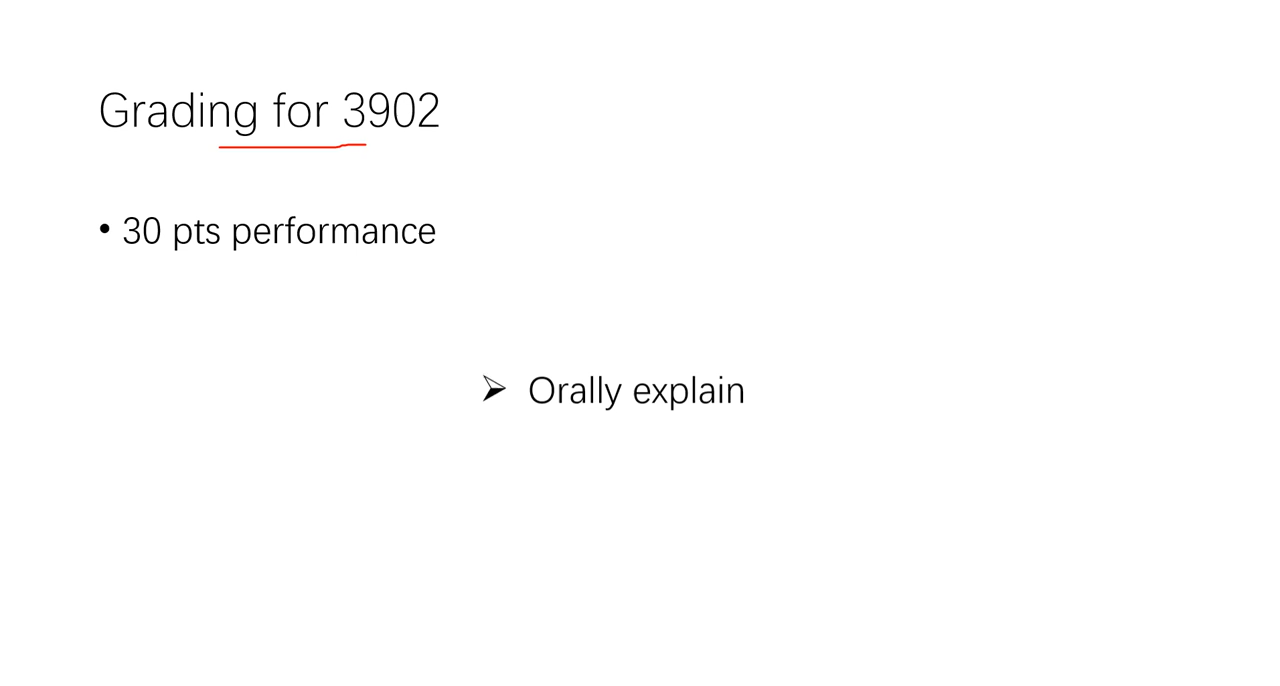 Grading for 3902
• 30 pts performance
➢ Orally explain